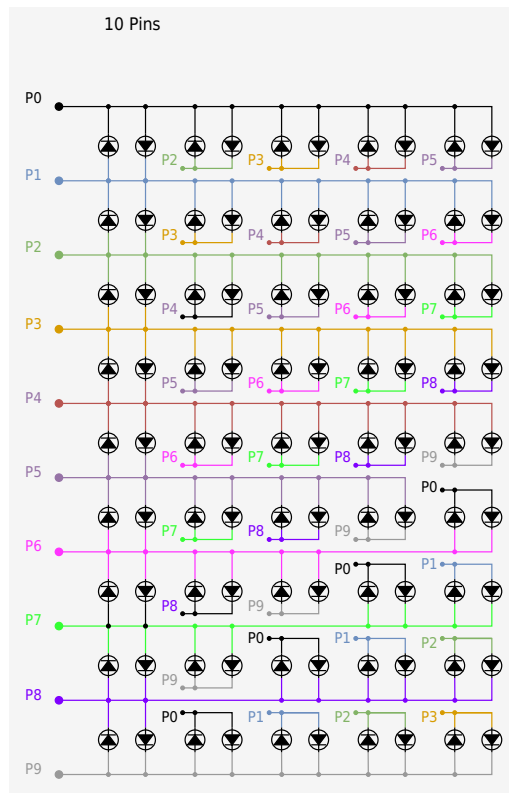 10 Pins
P0
P2 P3 P4 P5
P1
P3 P4 P5 P6
P2
P4 P5 P6 P7
P3
P5 P6 P7 P8
P4
P6 P7 P8 P9
P5
P0
P7 P8 P9
P6
P0 P1
P8 P9
P7
P0 P1 P2
P9
P8
P0 P1 P2 P3
P9